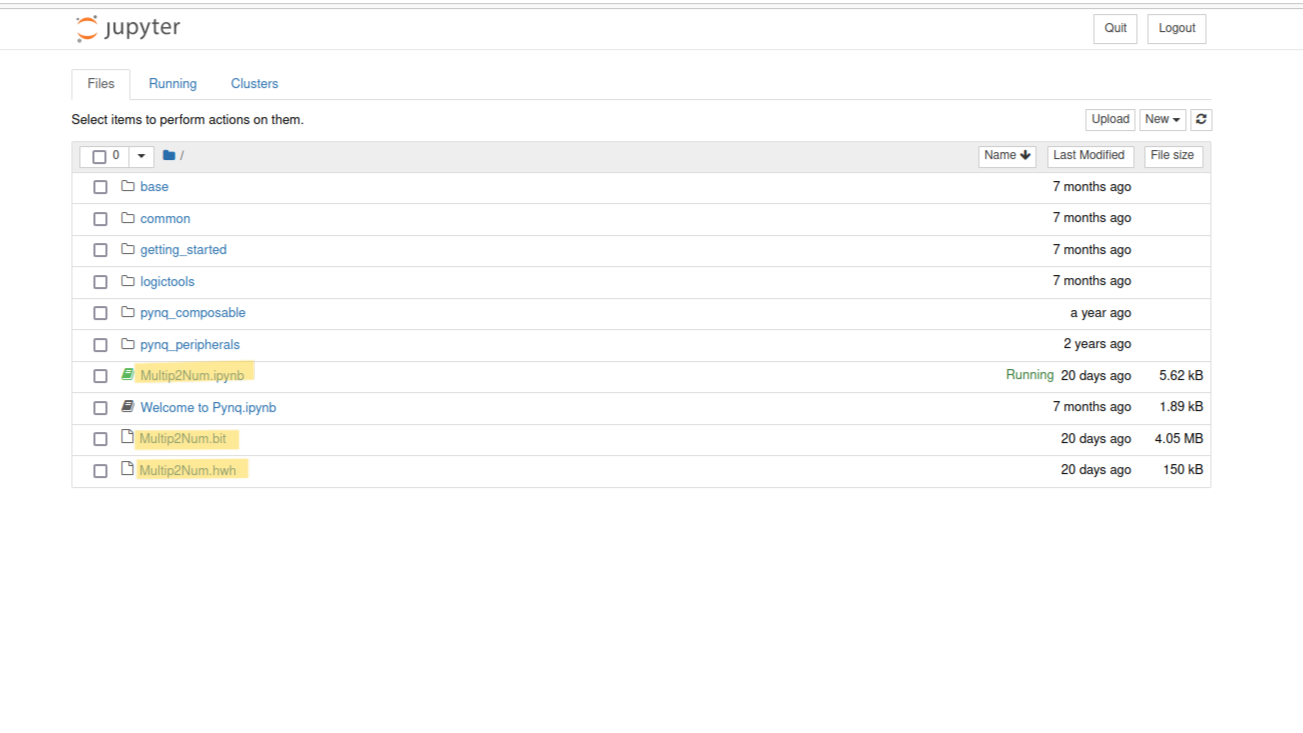 jupyter Quit Logout
Files Running Clusters
Select items to perform actions on them. Upload New
0 / Name Last Modified File size
base 7 months ago
common 7 months ago
getting_started 7 months ago
logictools 7 months ago
pynq_composable a year ago
pynq_peripherals 2 years ago
Multip2Num.ipynb Running 20 days ago 5.62 kB
Welcome to Pynq.ipynb 7 months ago 1.89 kB
Multip2Num.bit 20 days ago 4.05 MB
Multip2Num.hwh 20 days ago 150 kB